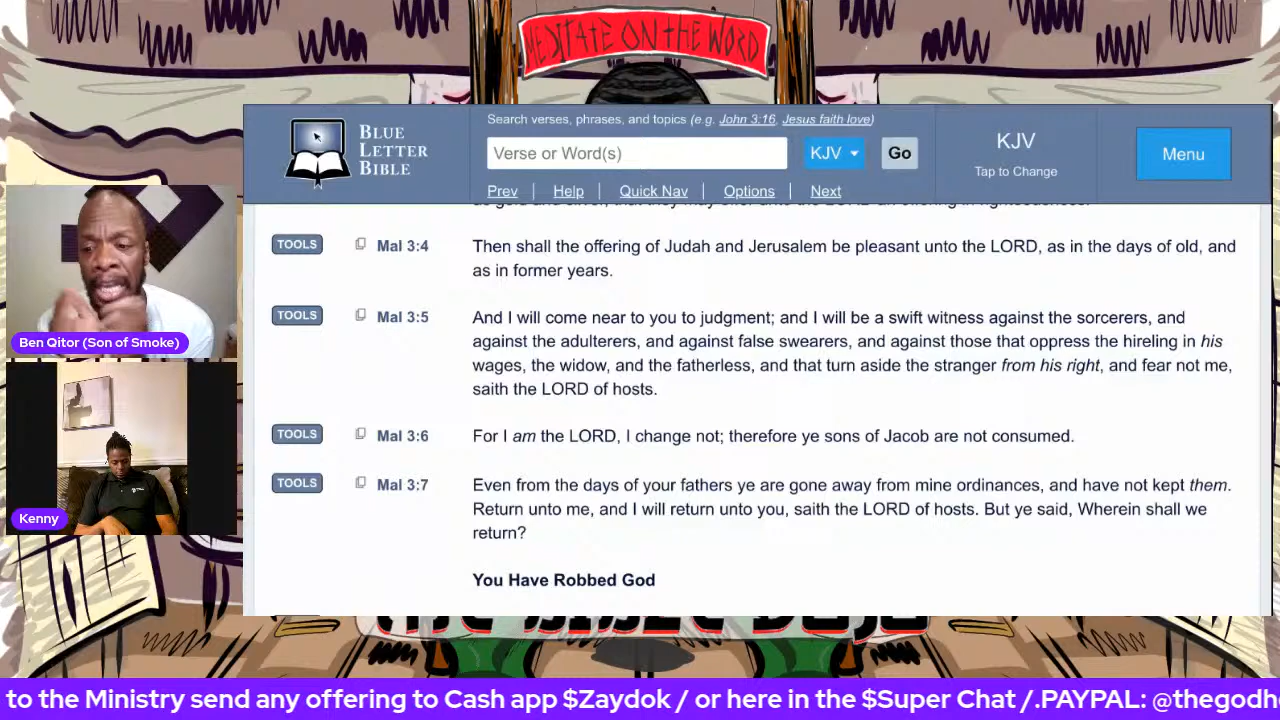 MEDITATE ON THE WORD
BLUE
LETTER
BIBLE
Search verses, phrases, and topics (e.g. John 3:16, Jesus faith love)
Verse or Word(s)
KJV
Go
Prev | Help | Quick Nav | Options | Next
KJV
Tap to Change
Menu
TOOLS Mal 3:4 Then shall the offering of Judah and Jerusalem be pleasant unto the LORD, as in the days of old, and
as in former years.
TOOLS Mal 3:5 And I will come near to you to judgment; and I will be a swift witness against the sorcerers, and
against the adulterers, and against false swearers, and against those that oppress the hireling in his
wages, the widow, and the fatherless, and that turn aside the stranger from his right, and fear not me,
saith the LORD of hosts.
TOOLS Mal 3:6 For I am the LORD, I change not; therefore ye sons of Jacob are not consumed.
TOOLS Mal 3:7 Even from the days of your fathers ye are gone away from mine ordinances, and have not kept them.
Return unto me, and I will return unto you, saith the LORD of hosts. But ye said, Wherein shall we
return?
You Have Robbed God
Ben Qitor (Son of Smoke)
Kenny
to the Ministry send any offering to Cash app $Zaydok / or here in the $Super Chat /.PAYPAL: @thegodh